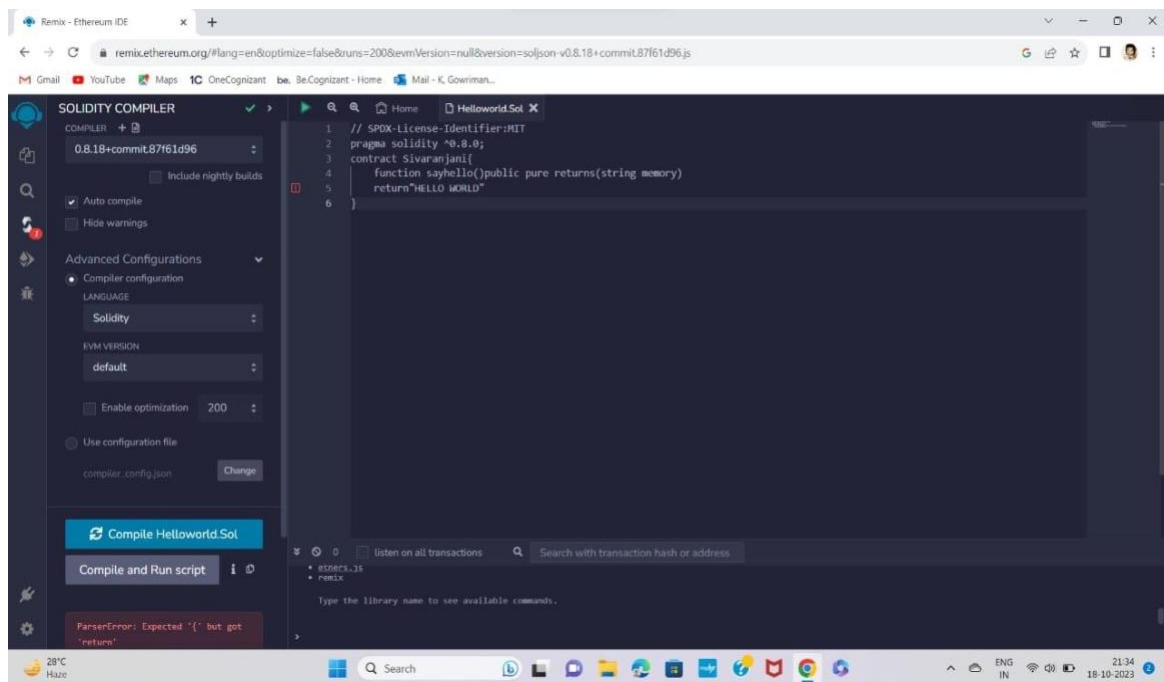 Remix - Ethereum IDE
remix.ethereum.org/#lang=en&optimize=false&runs=200&evmVersion=null&version=soljson-v0.8.18+commit.87f61d96.js
Gmail YouTube Maps 1C OneCognizant be. Be.Cognizant - Home Mail - K, Gowriman...
SOLIDITY COMPILER
COMPILER
0.8.18+commit.87f61d96
Include nightly builds
Auto compile
Hide warnings
Advanced Configurations
Compiler configuration
LANGUAGE
Solidity
EVM VERSION
default
Enable optimization 200
Use configuration file
compiler_config.json Change
Compile Helloworld.Sol
Compile and Run script
ParserError: Expected '{' but got
'return'
Home Helloworld.Sol
1 // SPDX-License-Identifier:MIT
2 pragma solidity ^0.8.0;
3 contract Sivaranjani{
4 function sayhello()public pure returns(string memory)
5 return"HELLO WORLD"
6 }
0 listen on all transactions Search with transaction hash or address
ethers.js
remix
Type the library name to see available commands.
>
28°C
Haze
Search
ENG
IN
21:34
18-10-2023
2